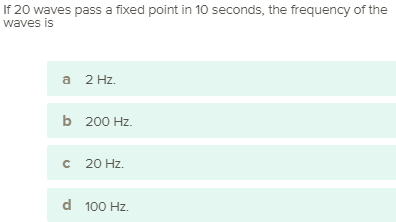 If 20 waves pass a fixed point in 10 seconds, the frequency of the
waves is
a 2 Hz.
b 200 Hz.
c 20 Hz.
d 100 Hz.